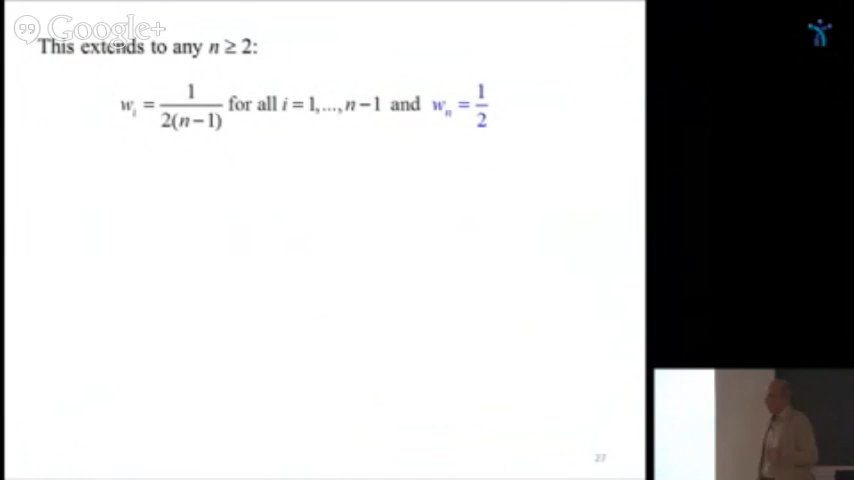 Google+
This extends to any n ≥ 2:
w_i = 1/2(n−1) for all i = 1,...,n−1 and w_n = 1/2
27